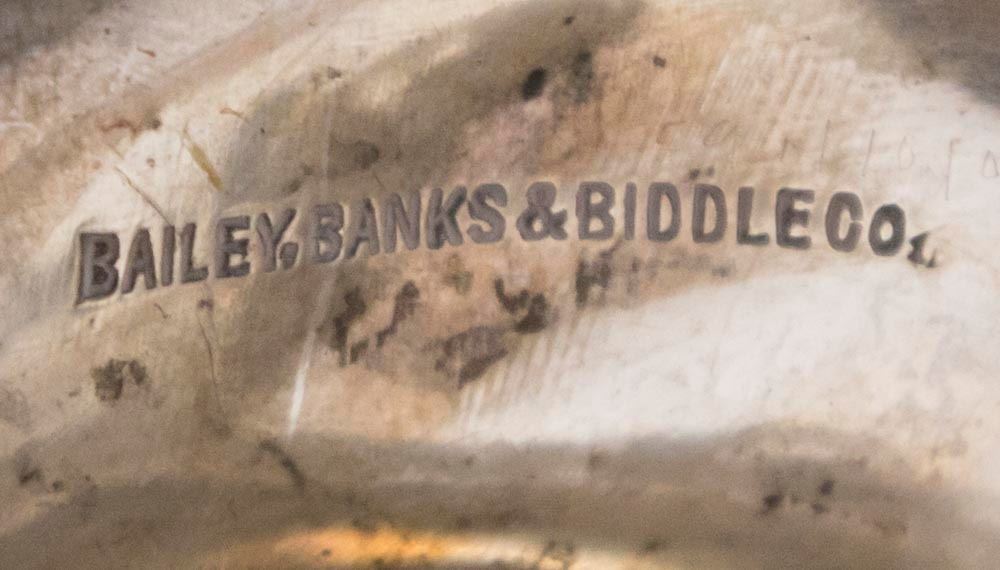 BAILEY, BANKS & BIDDLE CO.